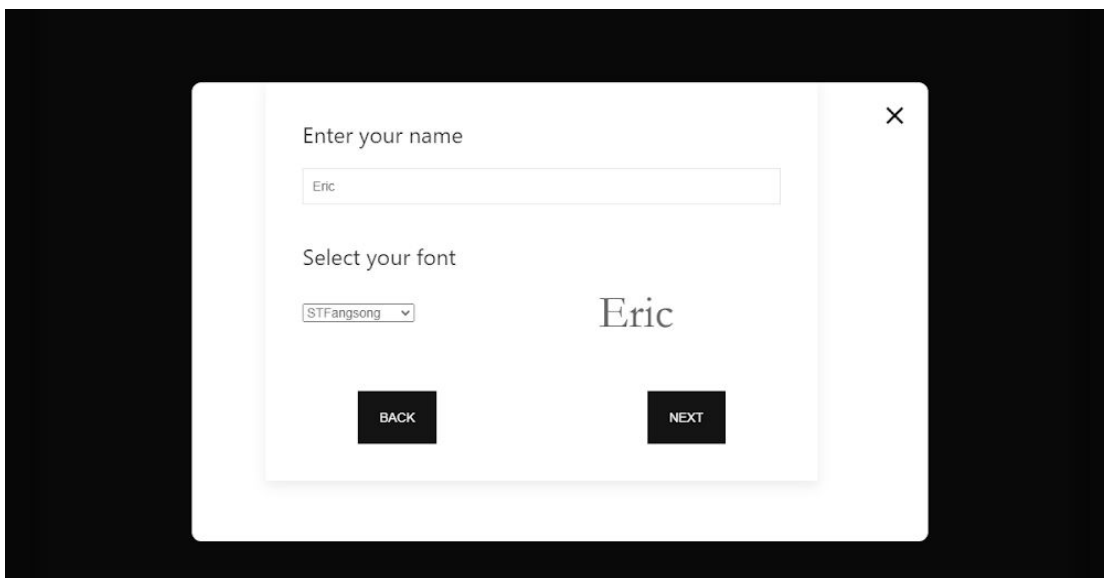 Enter your name
Eric
Select your font
STFangsong
Eric
BACK
NEXT